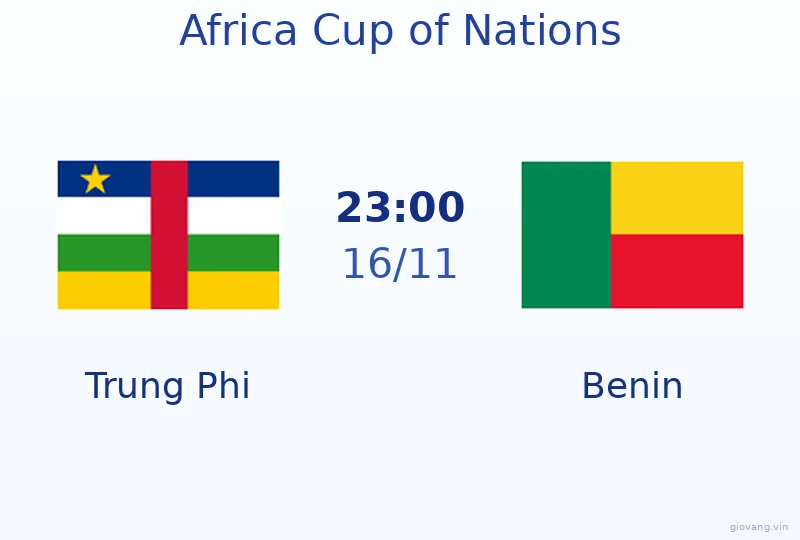 Africa Cup of Nations
23:00
16/11
Trung Phi
Benin
giovang.vin